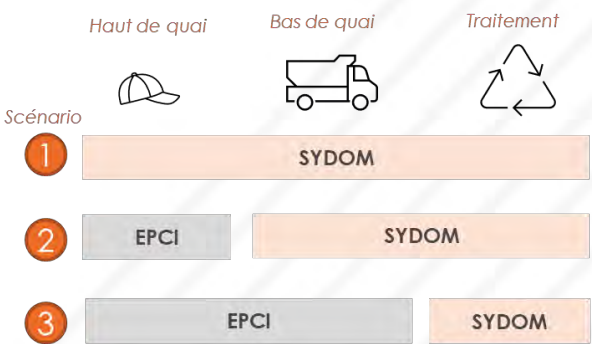 Haut de quai Bas de quai Traitement
Scénario
1 SYDOM
2 EPCI SYDOM
3 EPCI SYDOM